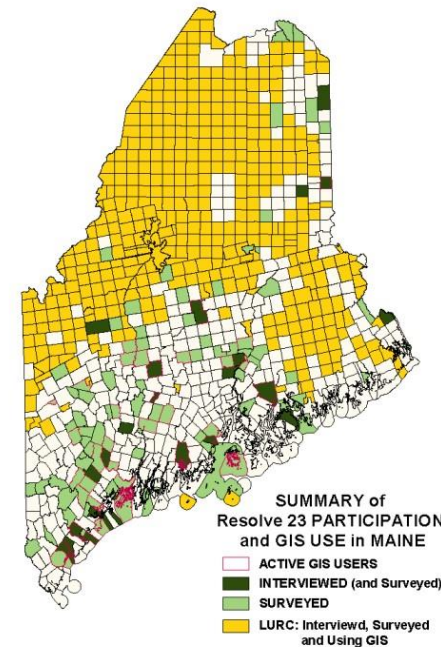 SUMMARY of
Resolve 23 PARTICIPATION
and GIS USE in MAINE
ACTIVE GIS USERS
INTERVIEWED (and Surveyed)
SURVEYED
LURC: Interviewd, Surveyed
and Using GIS